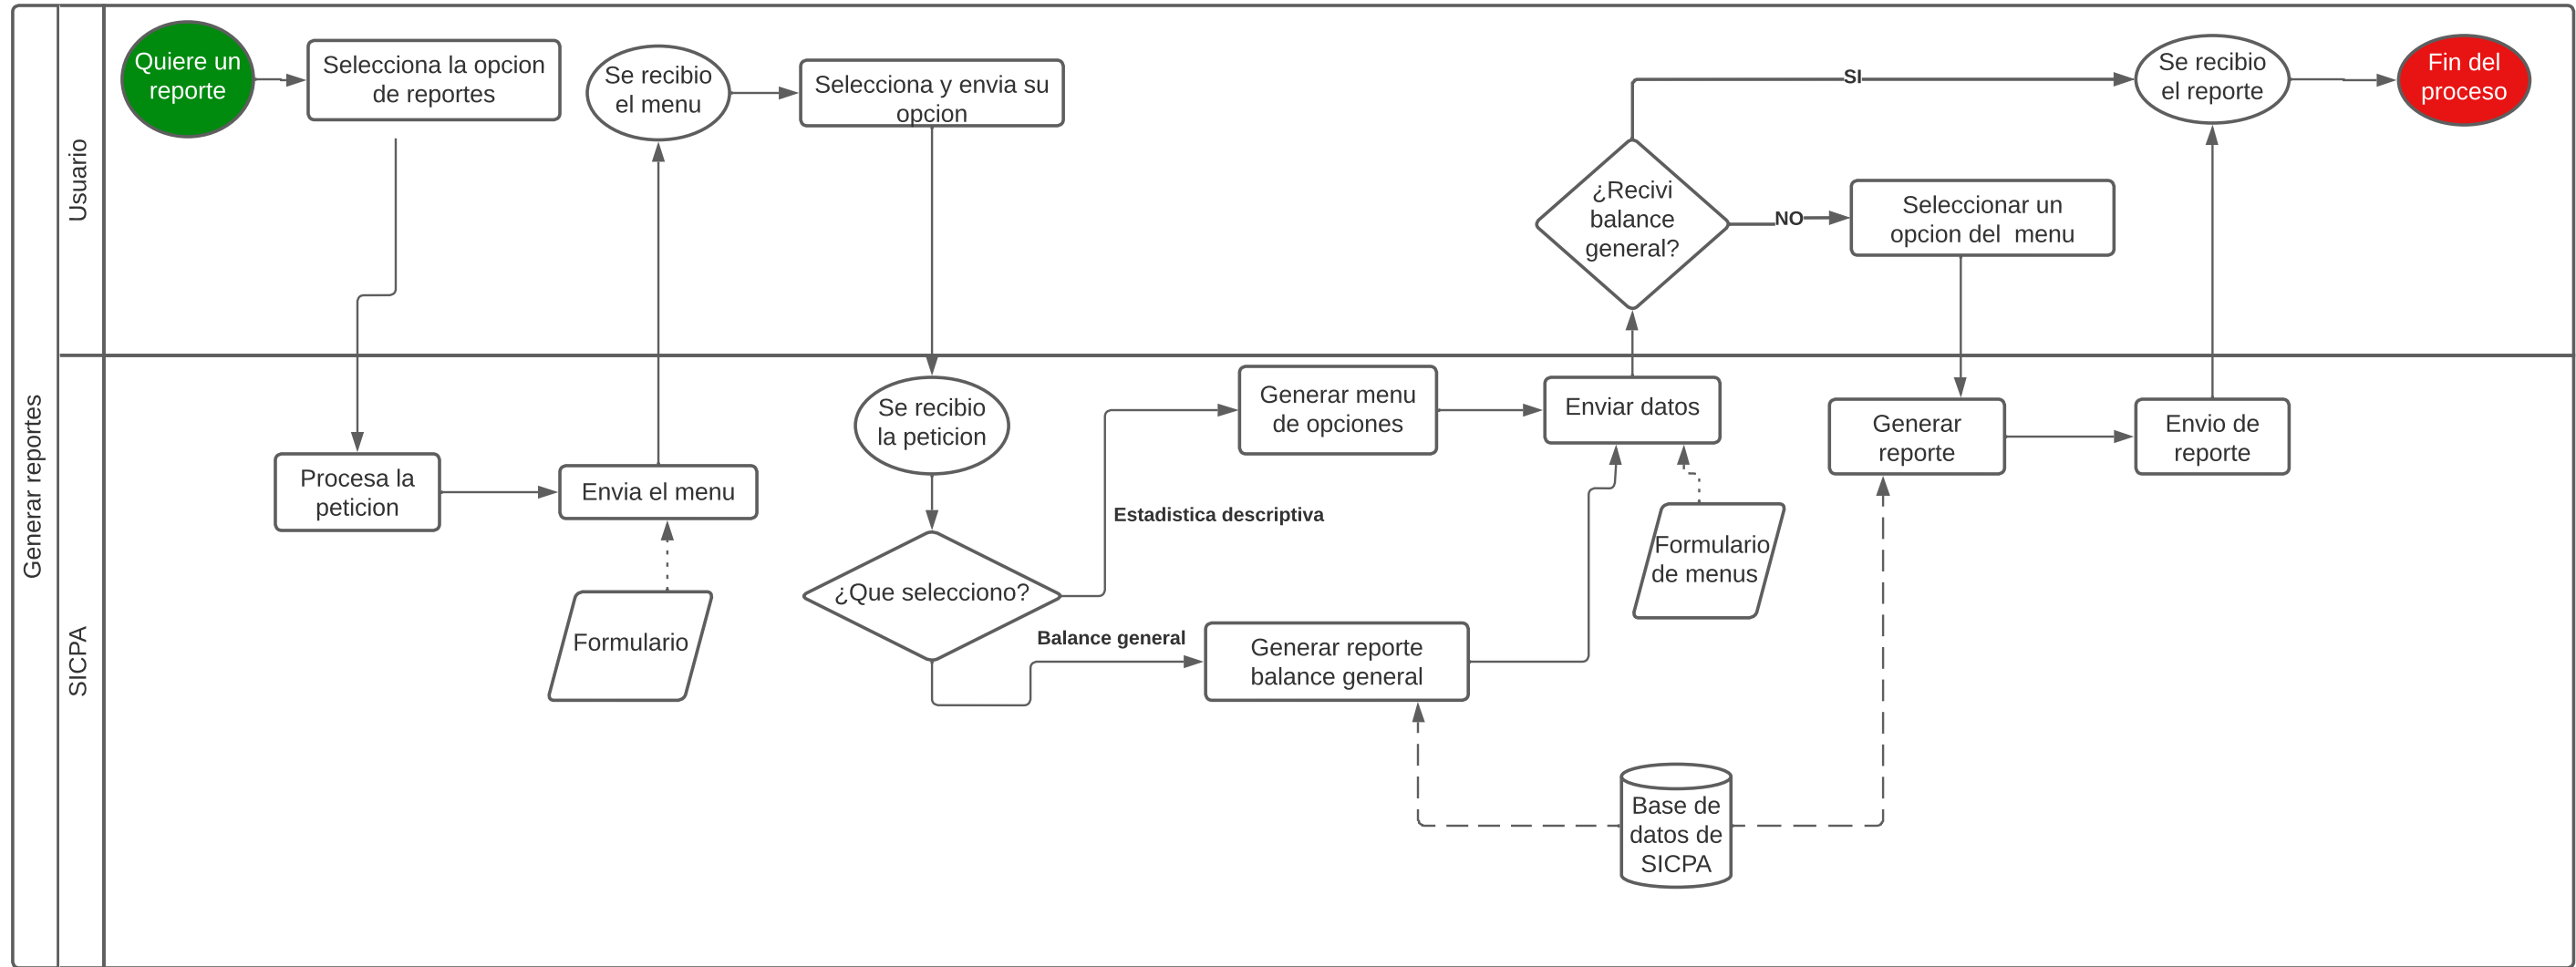 Generar reportes
Usuario
Quiere un
reporte
Selecciona la opcion
de reportes
Se recibio
el menu
Selecciona y envia su
opcion
¿Recivi
balance
general?
SI
NO
Seleccionar un
opcion del  menu
Se recibio
el reporte
Fin del
proceso
SICPA
Procesa la
peticion
Envia el menu
Formulario
Se recibio
la peticion
¿Que selecciono?
Estadistica descriptiva
Balance general
Generar menu
de opciones
Generar reporte
balance general
Enviar datos
Formulario
de menus
Base de
datos de
SICPA
Generar
reporte
Envio de
reporte